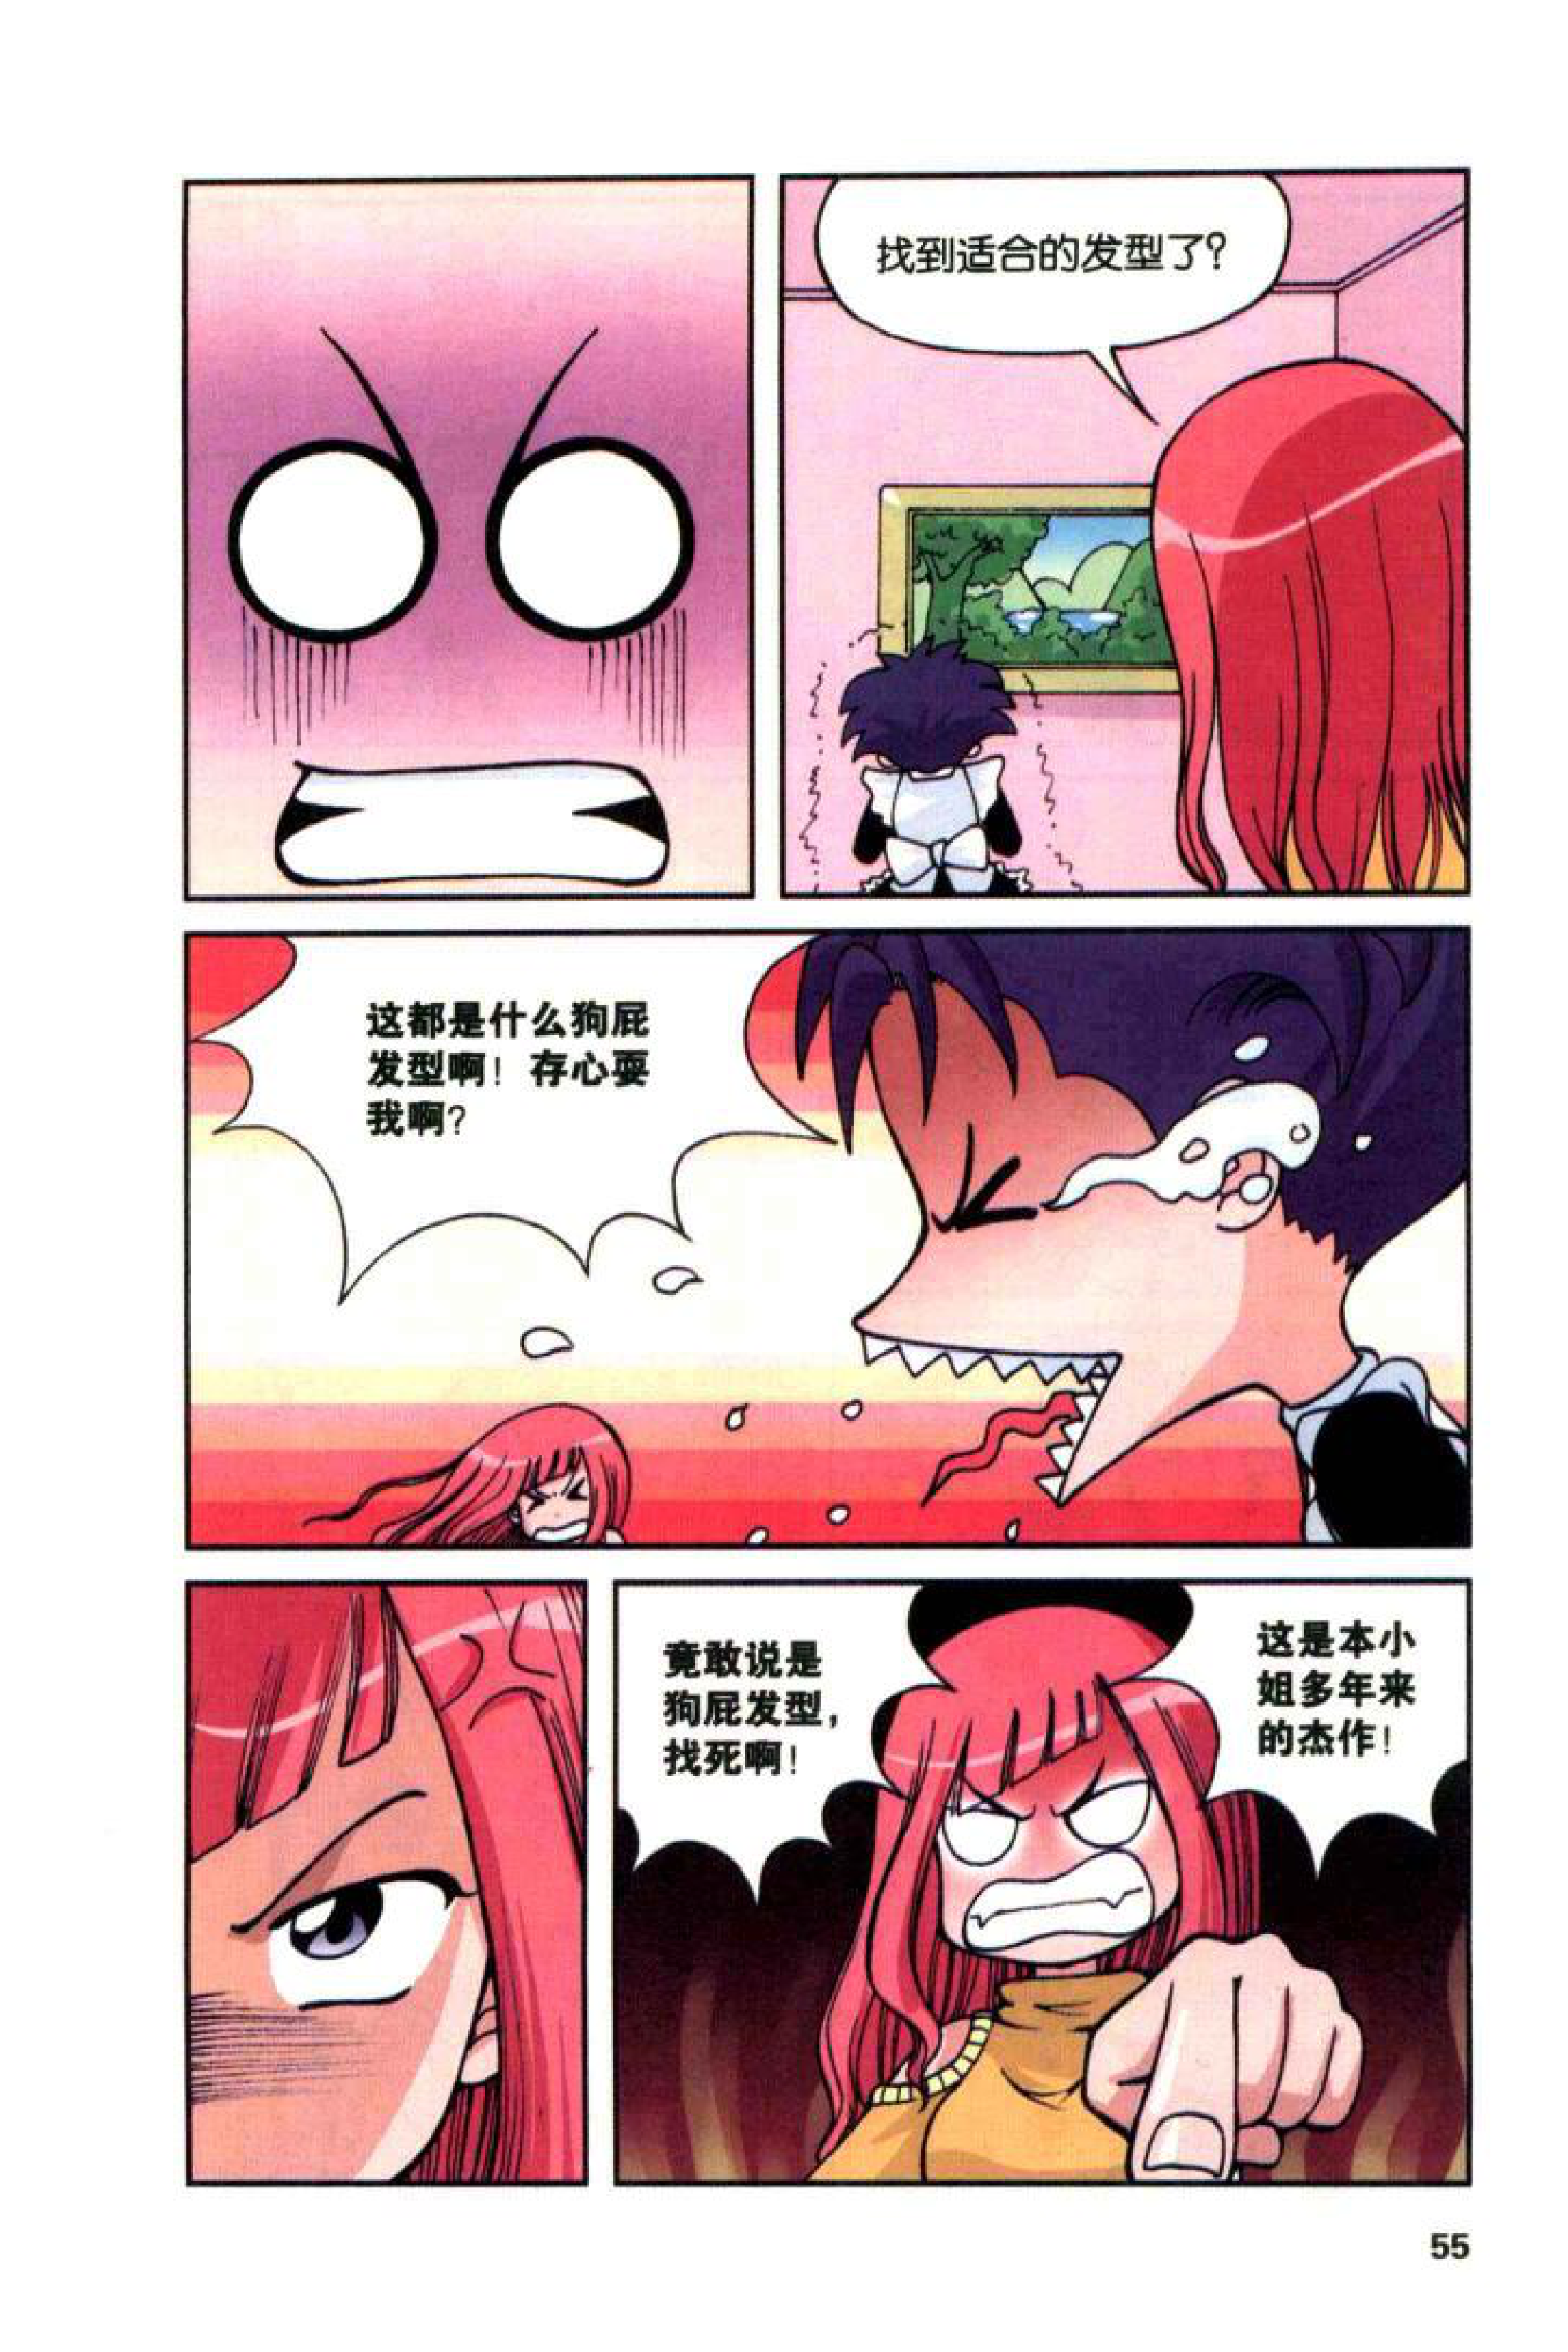 找到适合的发型了？
这都是什么狗屁
发型啊！存心耍
我啊？
竟敢说是
狗屁发型，
找死啊！
这是本小
姐多年来
的杰作！
55